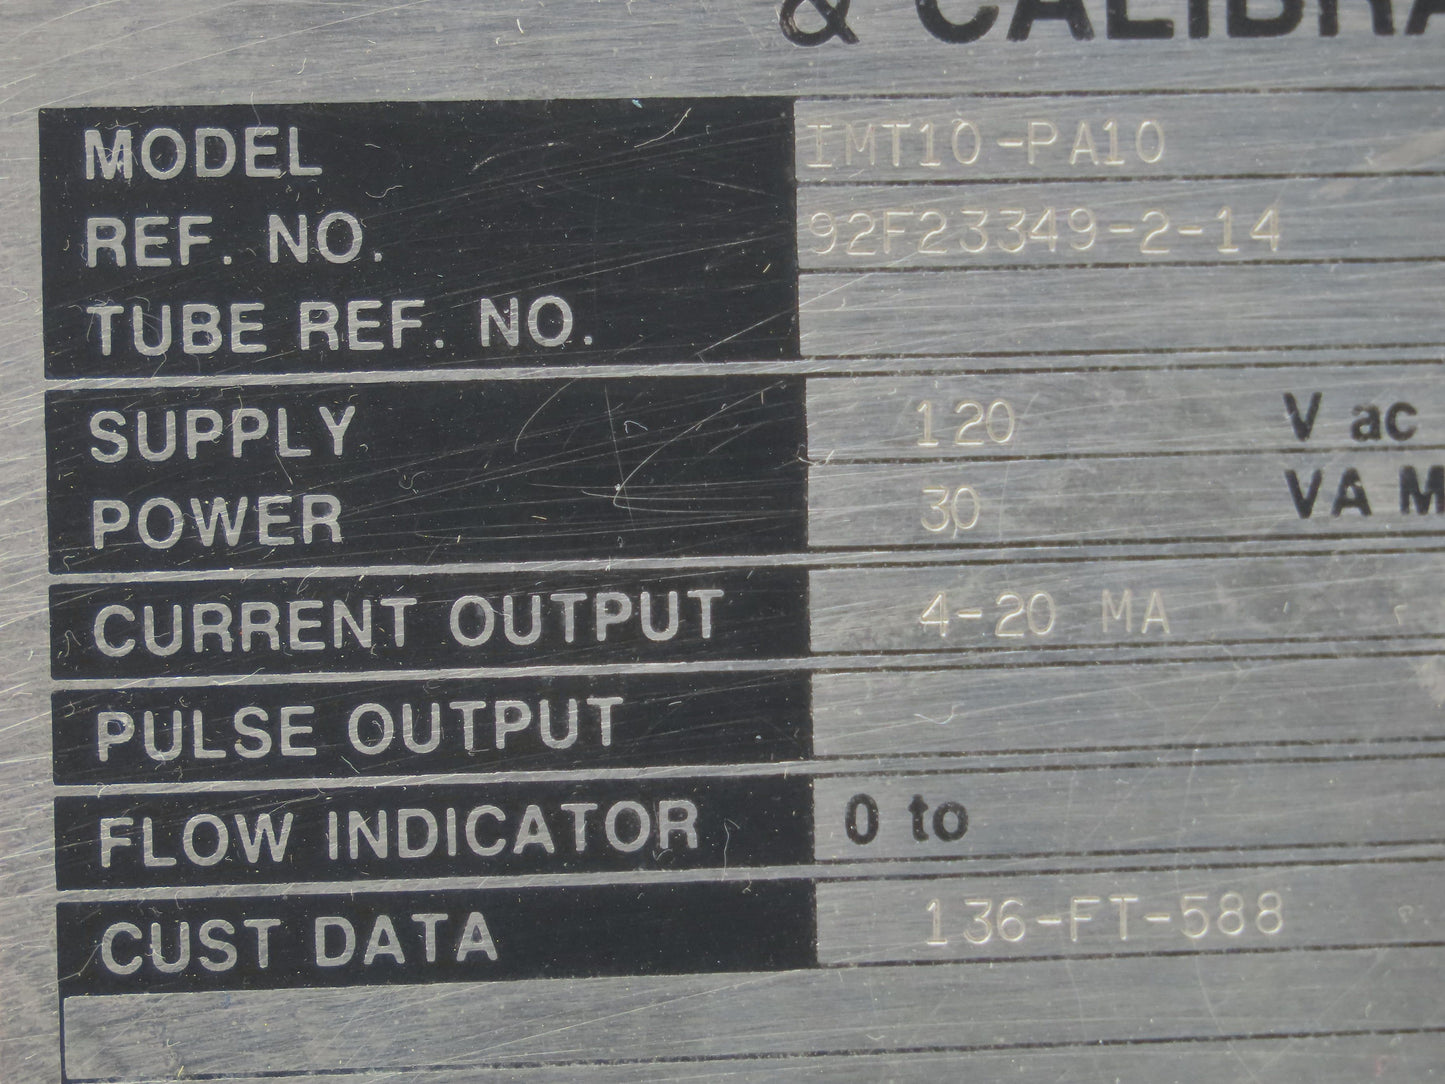 & CALIBRA
MODEL IMT10-PA10
REF. NO. 92F23349-2-14
TUBE REF. NO.
SUPPLY 120 V ac
POWER 30 VA M
CURRENT OUTPUT 4-20 MA
PULSE OUTPUT
FLOW INDICATOR 0 to
CUST DATA 136-FT-588